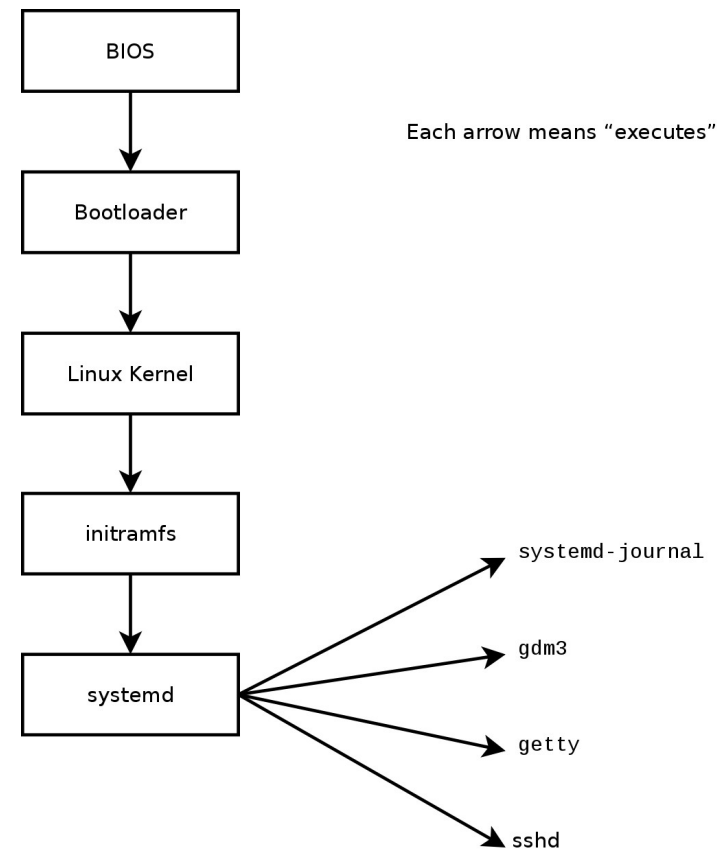 BIOS
Each arrow means “executes”
Bootloader
Linux Kernel
initramfs
systemd-journal
gdm3
systemd
getty
sshd